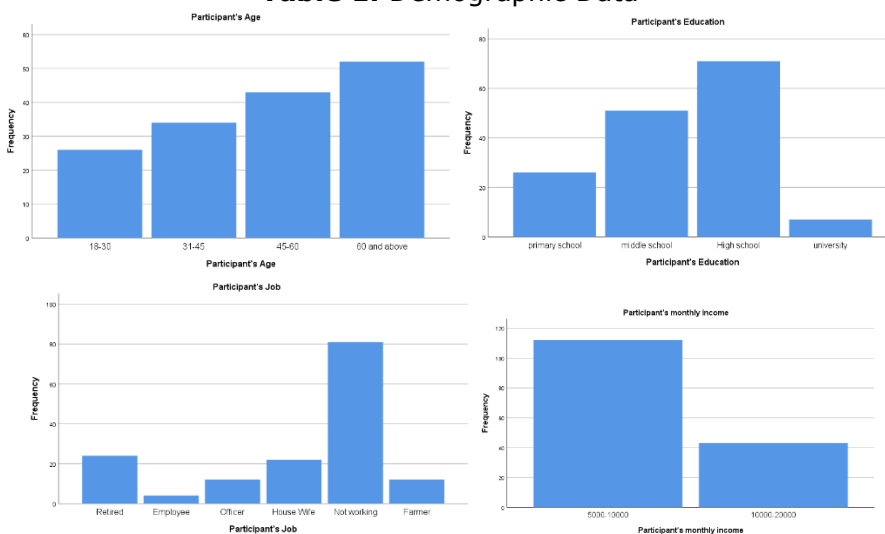 Demographic Data
Participant's Age
60
50
40
30
20
10
0
Frequency
18-30
31-45
45-60
60 and above
Participant's Age
Participant's Education
80
60
40
20
0
Frequency
primary school
middle school
High school
university
Participant's Education
Participant's Job
100
80
60
40
20
0
Frequency
Retired
Employee
Officer
House Wife
Not working
Farmer
Participant's Job
Participant's monthly income
120
100
80
60
40
20
0
Frequency
5000-10000
10000-20000
Participant's monthly income